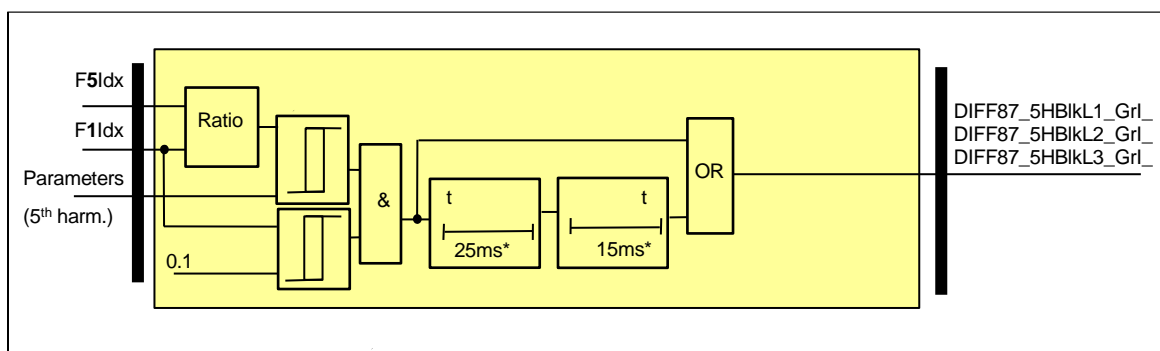 F5Idx
F1Idx
Parameters
(5th harm.)
0.1
Ratio
&
t
25ms*
t
15ms*
OR
DIFF87_5HBlkL1_GrI_
DIFF87_5HBlkL2_GrI_
DIFF87_5HBlkL3_GrI_